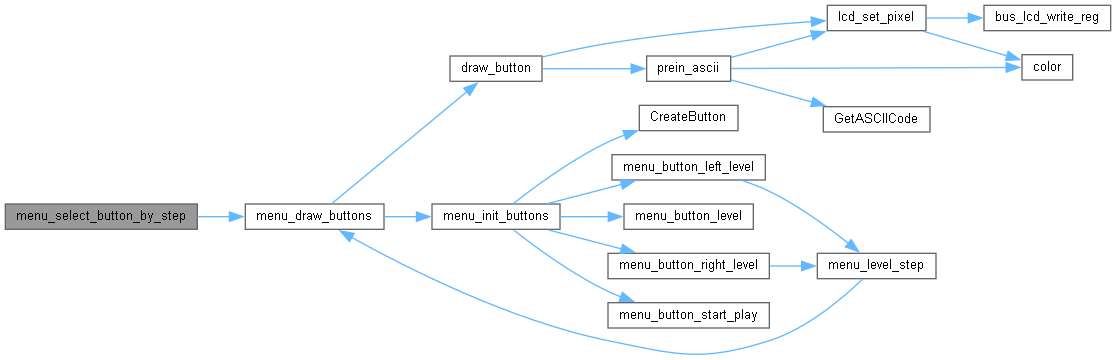 lcd_set_pixel
bus_lcd_write_reg
draw_button
prein_ascii
color
CreateButton
GetASCIICode
menu_button_left_level
menu_select_button_by_step
menu_draw_buttons
menu_init_buttons
menu_button_level
menu_button_right_level
menu_level_step
menu_button_start_play